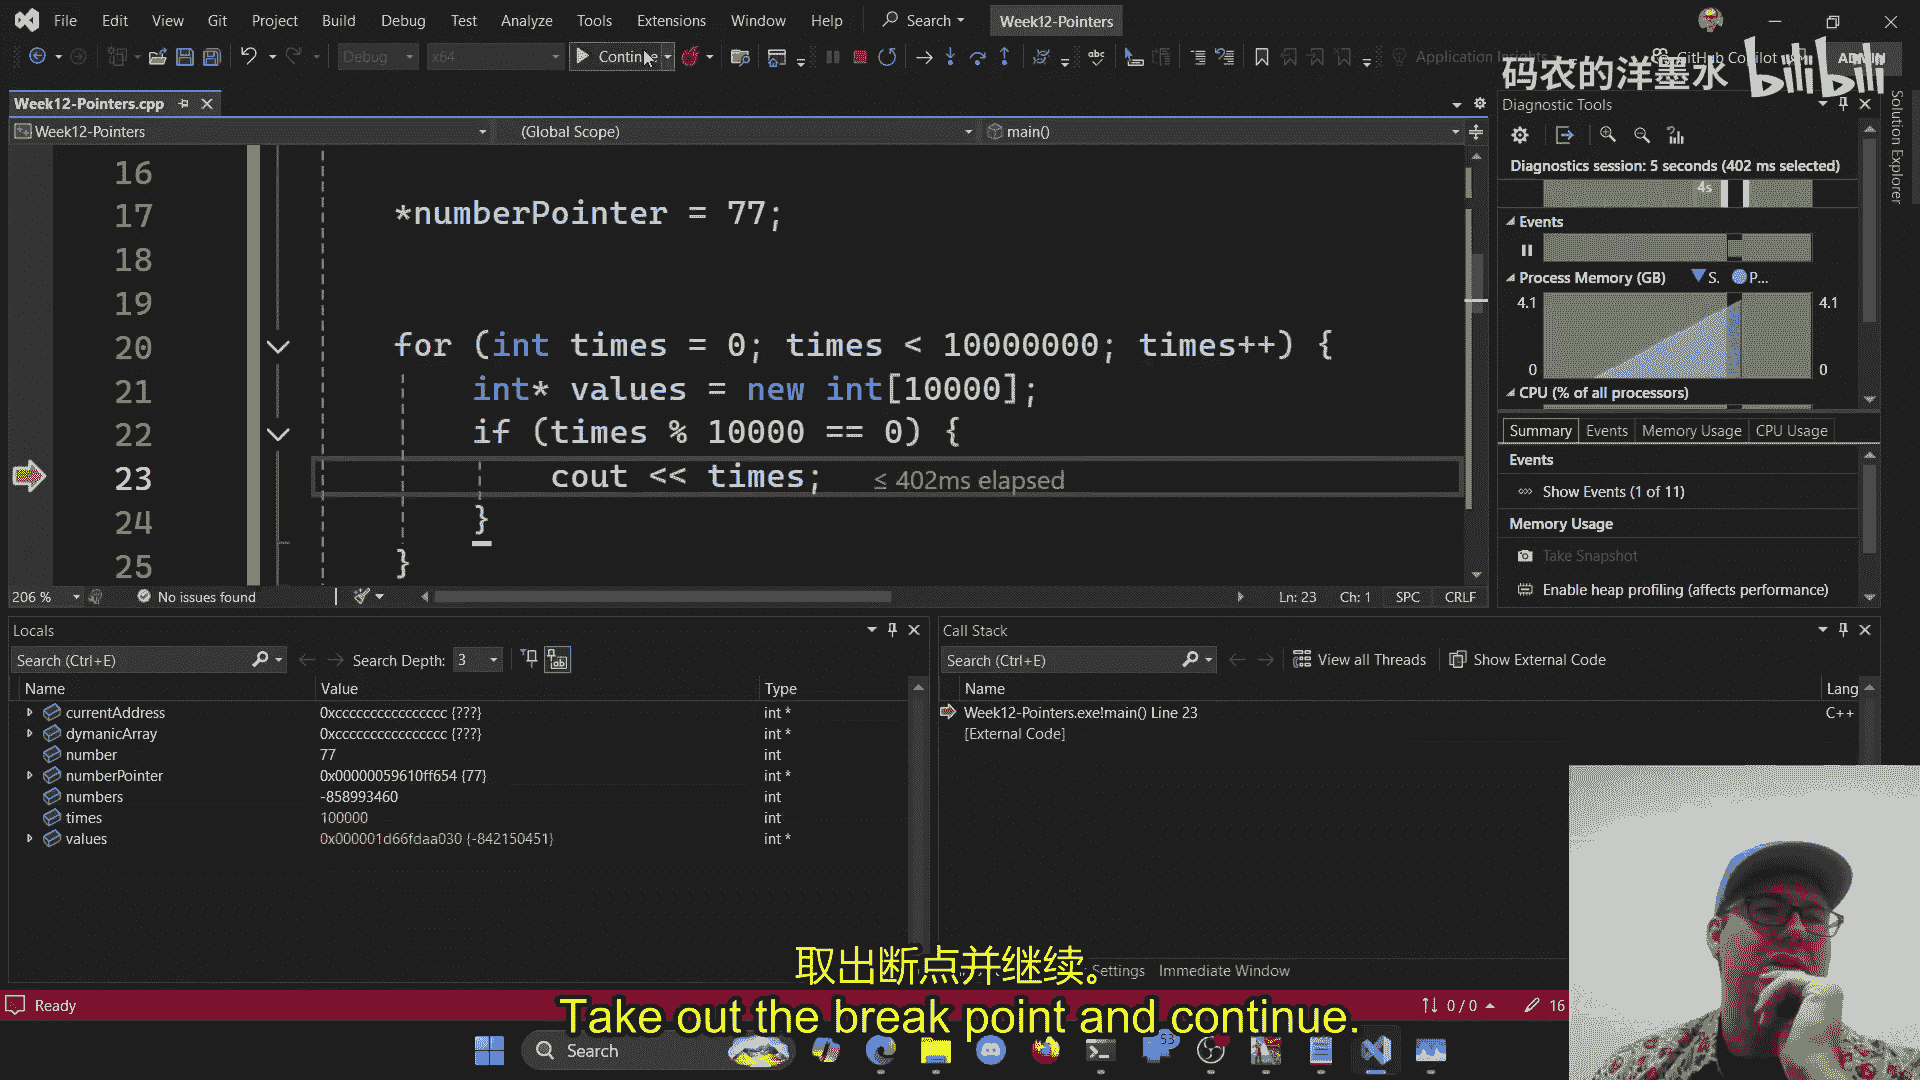 File Edit View Git Project Build Debug Test Analyze Tools Extensions Window Help Search Week12-Pointers
Debug x64 Continue Application Insights GitHub Copilot ADMIN
码农的洋墨水 bilibili
Week12-Pointers.cpp
Week12-Pointers (Global Scope) main()
16
17 *numberPointer = 77;
18
19
20 for (int times = 0; times < 10000000; times++) {
21 int* values = new int[10000];
22 if (times % 10000 == 0) {
23 cout << times; ≤ 402ms elapsed
24 }
25 }
206 % No issues found Ln: 23 Ch: 1 SPC CRLF
Diagnostic Tools
Diagnostics session: 5 seconds (402 ms selected)
4s
Events
Process Memory (GB) S. P...
4.1 4.1
0 0
CPU (% of all processors)
Summary Events Memory Usage CPU Usage
Events
Show Events (1 of 11)
Memory Usage
Take Snapshot
Enable heap profiling (affects performance)
Solution Explorer
Locals
Search (Ctrl+E) Search Depth: 3
Name Value Type
currentAddress 0xcccccccccccccccc {???} int *
dymanicArray 0xcccccccccccccccc {???} int *
number 77 int
numberPointer 0x00000059610ff654 {77} int *
numbers -858993460 int
times 100000 int
values 0x000001d66fdaa030 {-842150451} int *
Call Stack
Search (Ctrl+E) View all Threads Show External Code
Name Lang
Week12-Pointers.exe!main() Line 23 C++
[External Code]
Settings Immediate Window
取出断点并继续。
Take out the break point and continue.
Ready 0 / 0 16
Search 53